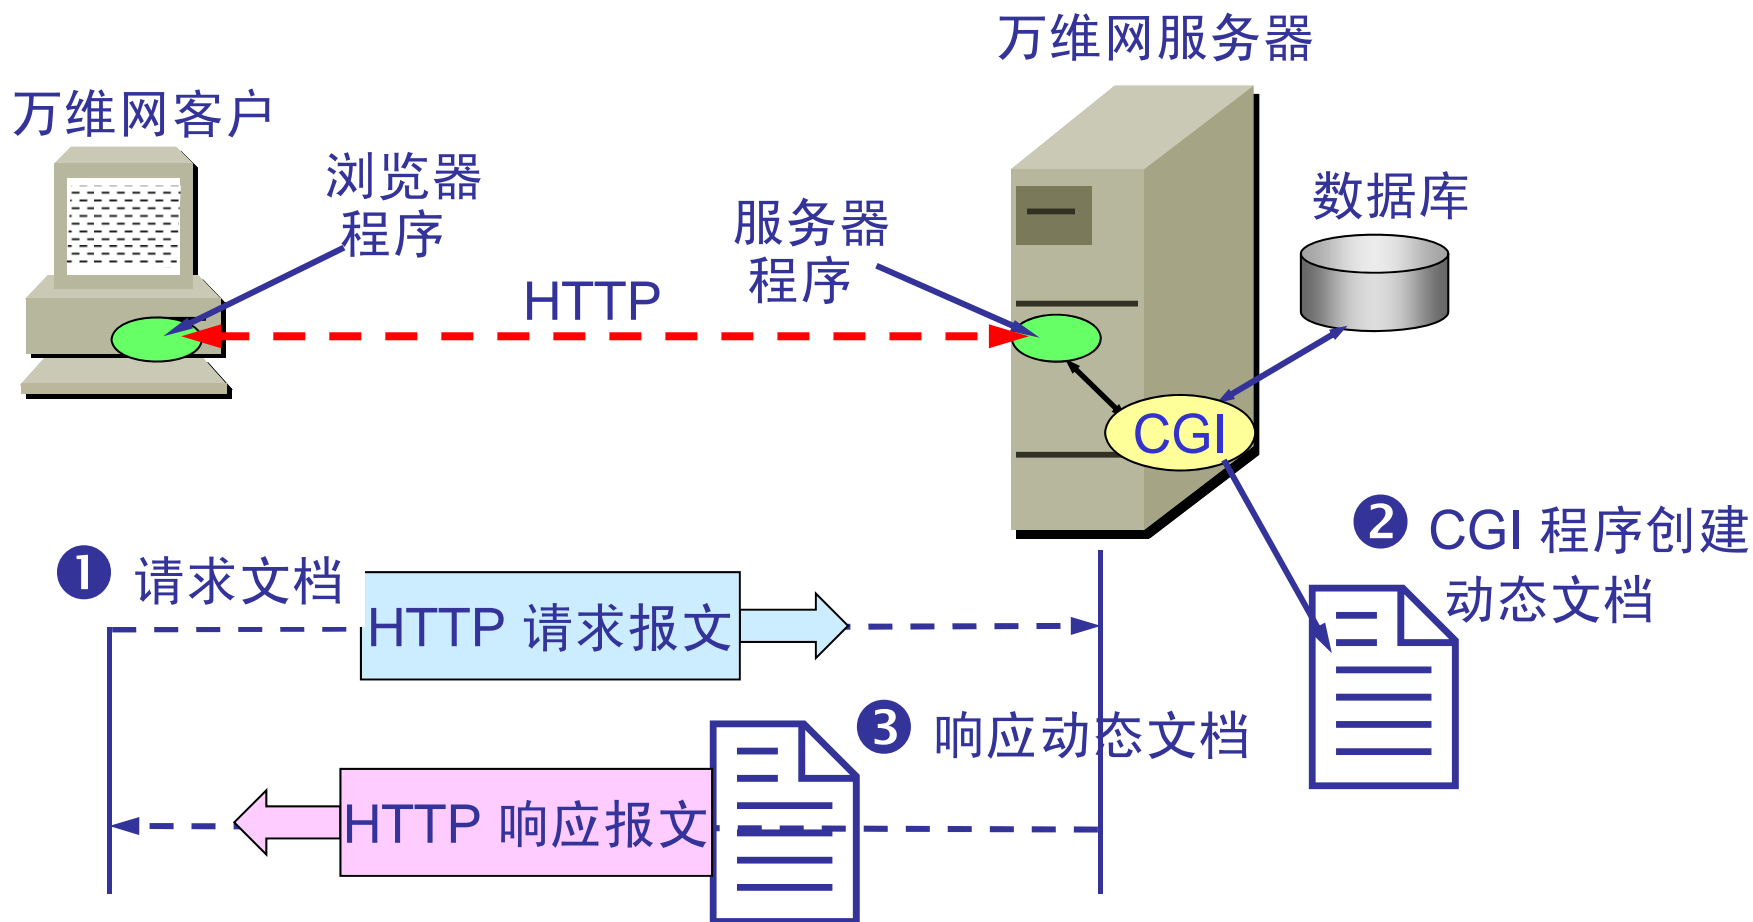 万维网服务器
万维网客户
浏览器
程序
服务器
程序
数据库
HTTP
CGI
❶ 请求文档
❷ CGI 程序创建
动态文档
HTTP 请求报文
❸ 响应动态文档
HTTP 响应报文